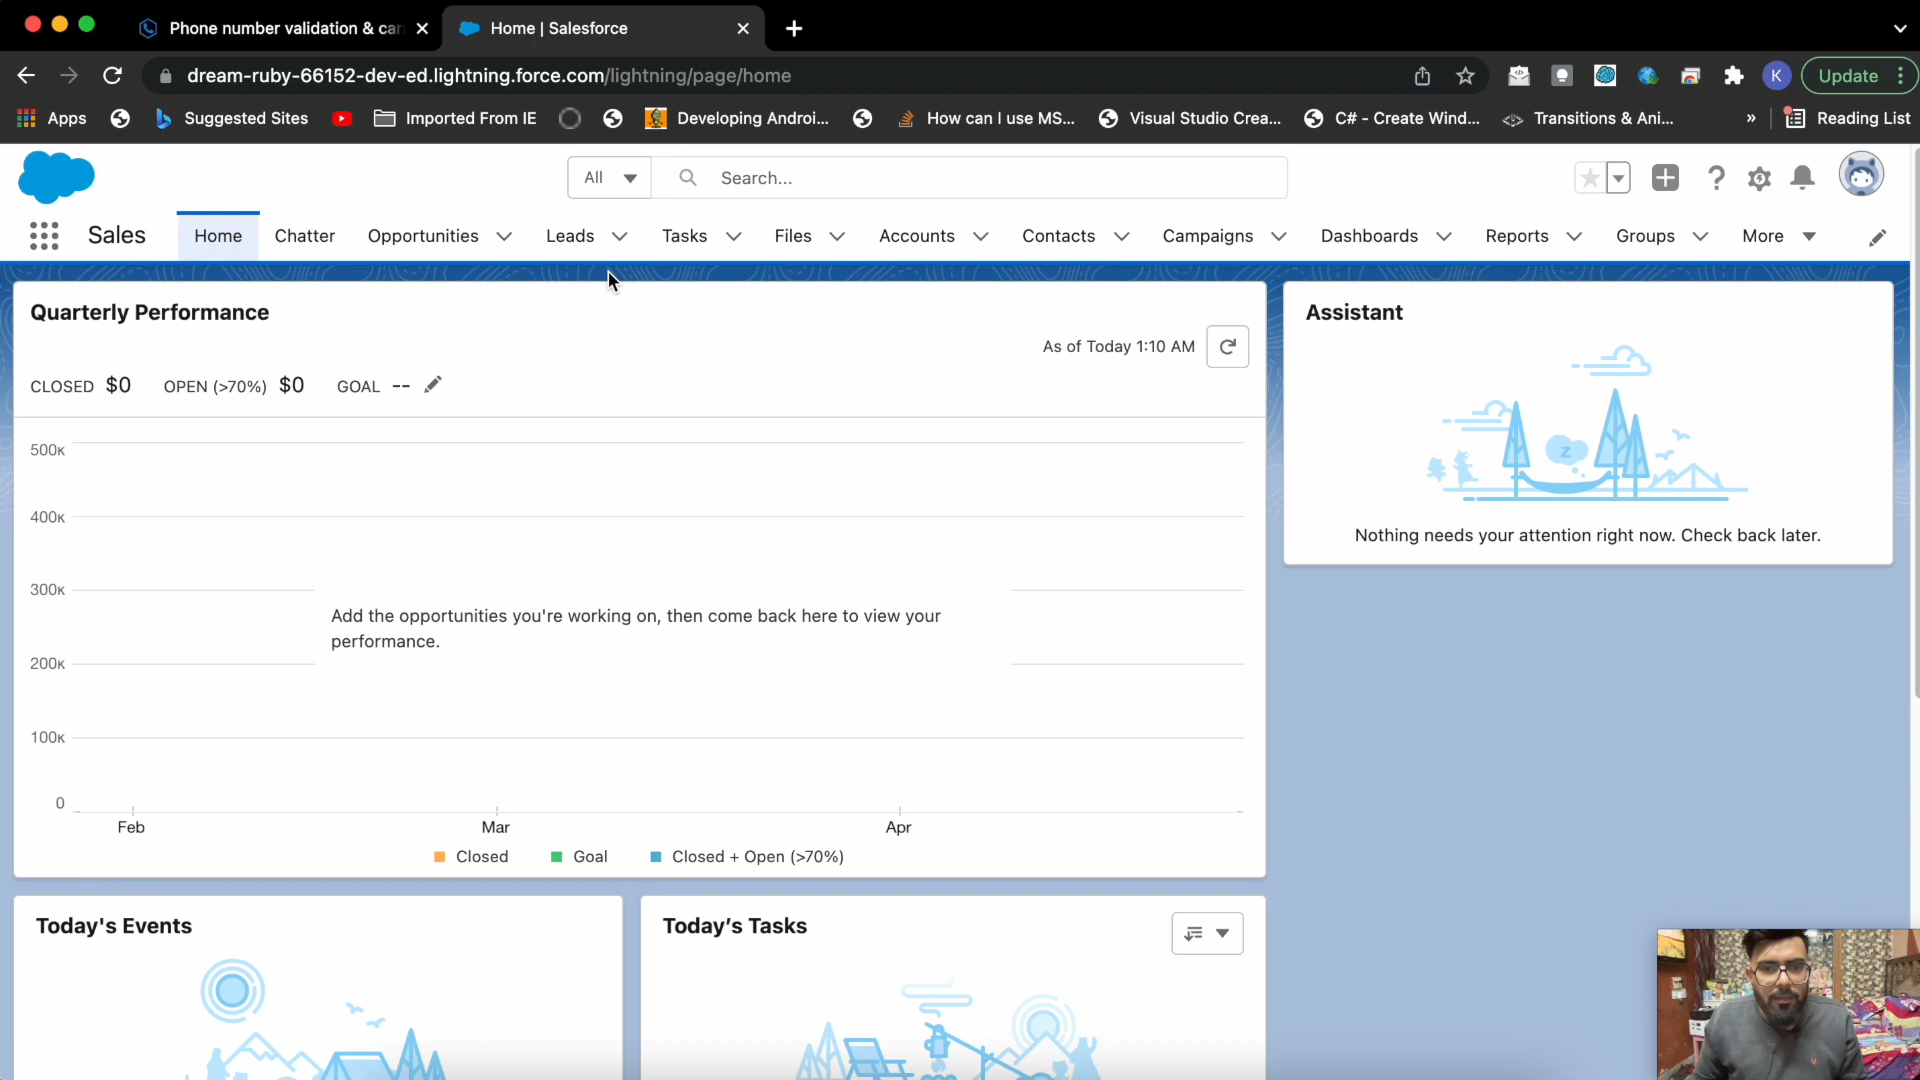 Phone number validation & car
Home | Salesforce
dream-ruby-66152-dev-ed.lightning.force.com/lightning/page/home
K
Update
Apps
Suggested Sites
Imported From IE
Developing Androi...
How can I use MS...
Visual Studio Crea...
C# - Create Wind...
Transitions & Ani...
»
Reading List
All
Search...
Sales
Home
Chatter
Opportunities
Leads
Tasks
Files
Accounts
Contacts
Campaigns
Dashboards
Reports
Groups
More
Quarterly Performance
As of Today 1:10 AM
CLOSED $0 OPEN (>70%) $0 GOAL --
500K
400K
300K
200K
100K
0
Add the opportunities you're working on, then come back here to view your
performance.
Feb Mar Apr
Closed Goal Closed + Open (>70%)
Assistant
z
Nothing needs your attention right now. Check back later.
Today's Events
Today's Tasks